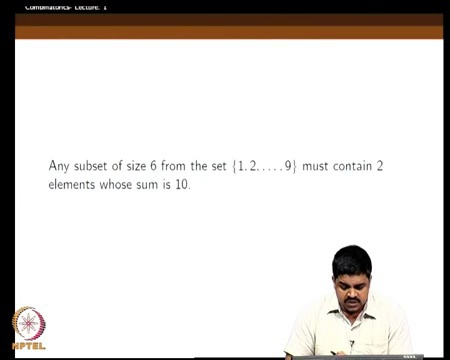 Combinatorics- Lecture: 1
Any subset of size 6 from the set {1, 2, . . . . , 9} must contain 2
elements whose sum is 10.
NPTEL